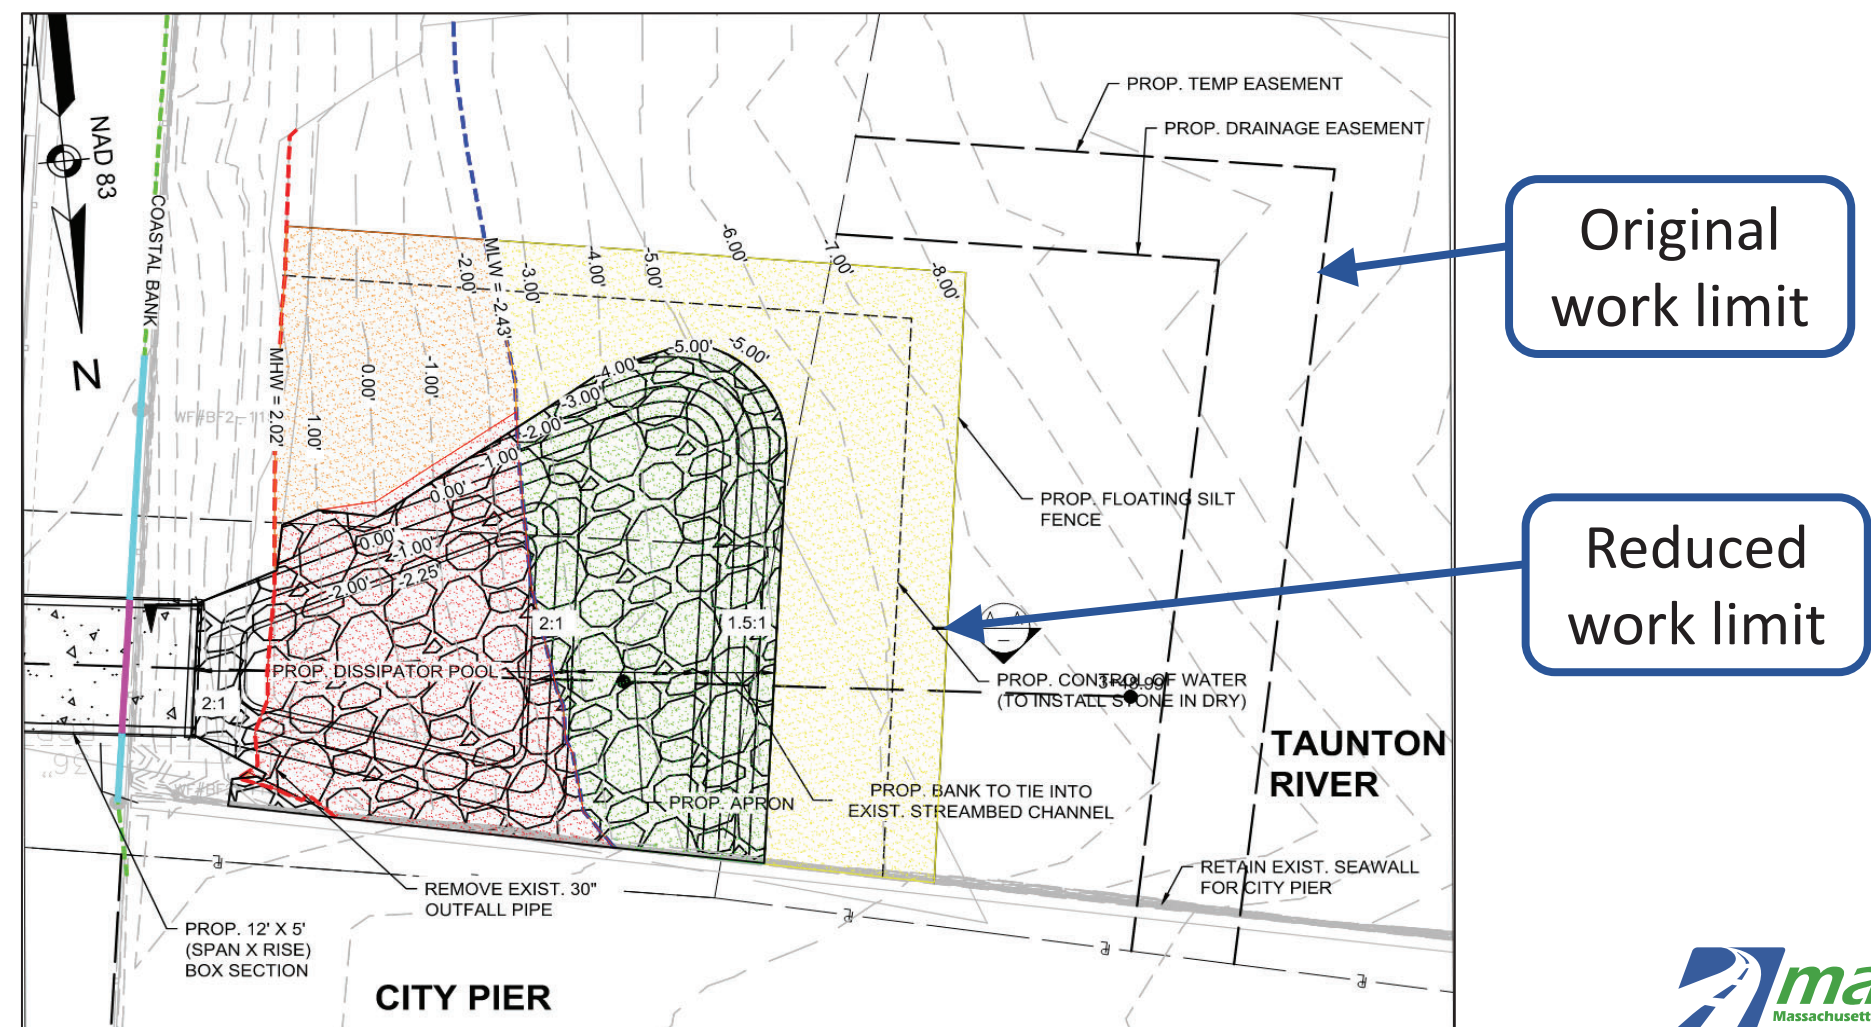 PROP. TEMP EASEMENT
PROP. DRAINAGE EASEMENT
NAD 83
COASTAL BANK
N
Original
work limit
MLW = -2.43'
-2.00'
-3.00'
-4.00'
-5.00'
-6.00'
-7.00'
-8.00'
MHW = 2.02'
1.00'
0.00'
-1.00'
-5.00'
-5.00'
-4.00'
-3.00'
-2.00'
-1.00'
0.00'
0.00'
-1.00'
-2.00'
-2.25'
WF#BF2-11
PROP. FLOATING SILT
FENCE
Reduced
work limit
2:1
1.5:1
2:1
PROP. DISSIPATOR POOL
A A
PROP. CONTROL OF WATER
(TO INSTALL STONE IN DRY)
TAUNTON
RIVER
PROP. APRON
PROP. BANK TO TIE INTO
EXIST. STREAMBED CHANNEL
RETAIN EXIST. SEAWALL
FOR CITY PIER
REMOVE EXIST. 30"
OUTFALL PIPE
PROP. 12' X 5'
(SPAN X RISE)
BOX SECTION
CITY PIER
ma
Massachusett